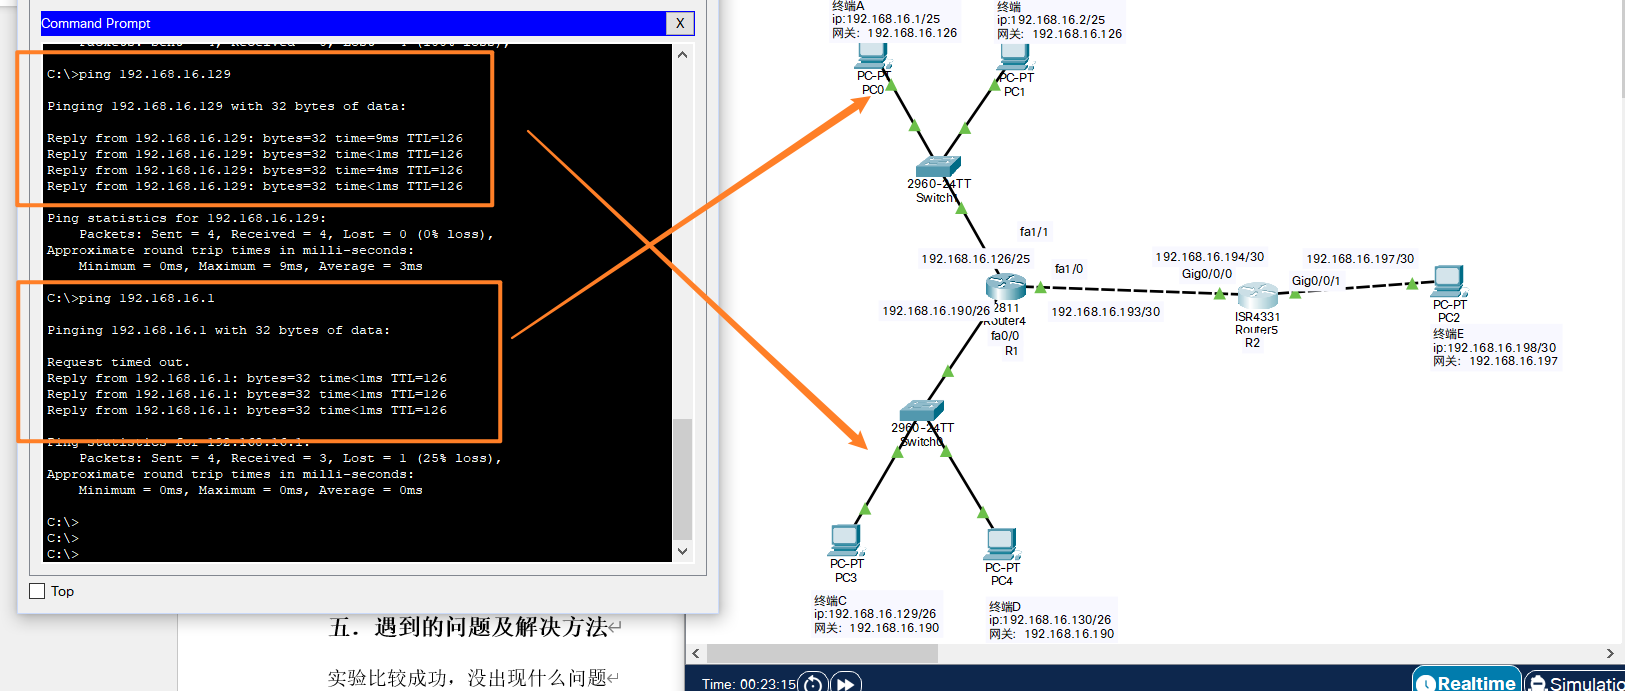 Command Prompt
X
Packets: Sent = 4, Received = 0, Lost = 4 (100% loss),
C:\>ping 192.168.16.129
Pinging 192.168.16.129 with 32 bytes of data:
Reply from 192.168.16.129: bytes=32 time=9ms TTL=126
Reply from 192.168.16.129: bytes=32 time<1ms TTL=126
Reply from 192.168.16.129: bytes=32 time=4ms TTL=126
Reply from 192.168.16.129: bytes=32 time<1ms TTL=126
Ping statistics for 192.168.16.129:
Packets: Sent = 4, Received = 4, Lost = 0 (0% loss),
Approximate round trip times in milli-seconds:
Minimum = 0ms, Maximum = 9ms, Average = 3ms
C:\>ping 192.168.16.1
Pinging 192.168.16.1 with 32 bytes of data:
Request timed out.
Reply from 192.168.16.1: bytes=32 time<1ms TTL=126
Reply from 192.168.16.1: bytes=32 time<1ms TTL=126
Reply from 192.168.16.1: bytes=32 time<1ms TTL=126
Ping statistics for 192.168.16.1:
Packets: Sent = 4, Received = 3, Lost = 1 (25% loss),
Approximate round trip times in milli-seconds:
Minimum = 0ms, Maximum = 0ms, Average = 0ms
C:\>
C:\>
C:\>
Top
五．遇到的问题及解决方法
实验比较成功，没出现什么问题
终端A
ip:192.168.16.1/25
网关：192.168.16.126
终端
ip:192.168.16.2/25
网关：192.168.16.126
PC-PT
PC0
PC-PT
PC1
2960-24TT
Switch1
fa1/1
192.168.16.126/25
fa1/0
192.168.16.194/30
Gig0/0/0
192.168.16.197/30
Gig0/0/1
192.168.16.190/26
2811
Router4
fa0/0
R1
192.168.16.193/30
ISR4331
Router5
R2
PC-PT
PC2
终端E
ip:192.168.16.198/30
网关：192.168.16.197
2960-24TT
Switch0
PC-PT
PC3
PC-PT
PC4
终端C
ip:192.168.16.129/26
网关：192.168.16.190
终端D
ip:192.168.16.130/26
网关：192.168.16.190
Time: 00:23:15
Realtime
Simulatio